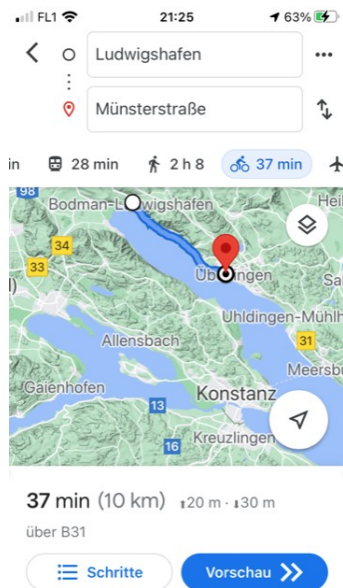 FL1 21:25 63%
Ludwigshafen
Münsterstraße
in 28 min 2 h 8 37 min
98
Bodman-Ludwigshafen
34
33
Überlingen
Uhldingen-Mühlh
31
Allensbach
Meersbu
Gaienhofen
Konstanz
13
Kreuzlingen
16
37 min (10 km) 20 m · 30 m
über B31
Schritte Vorschau